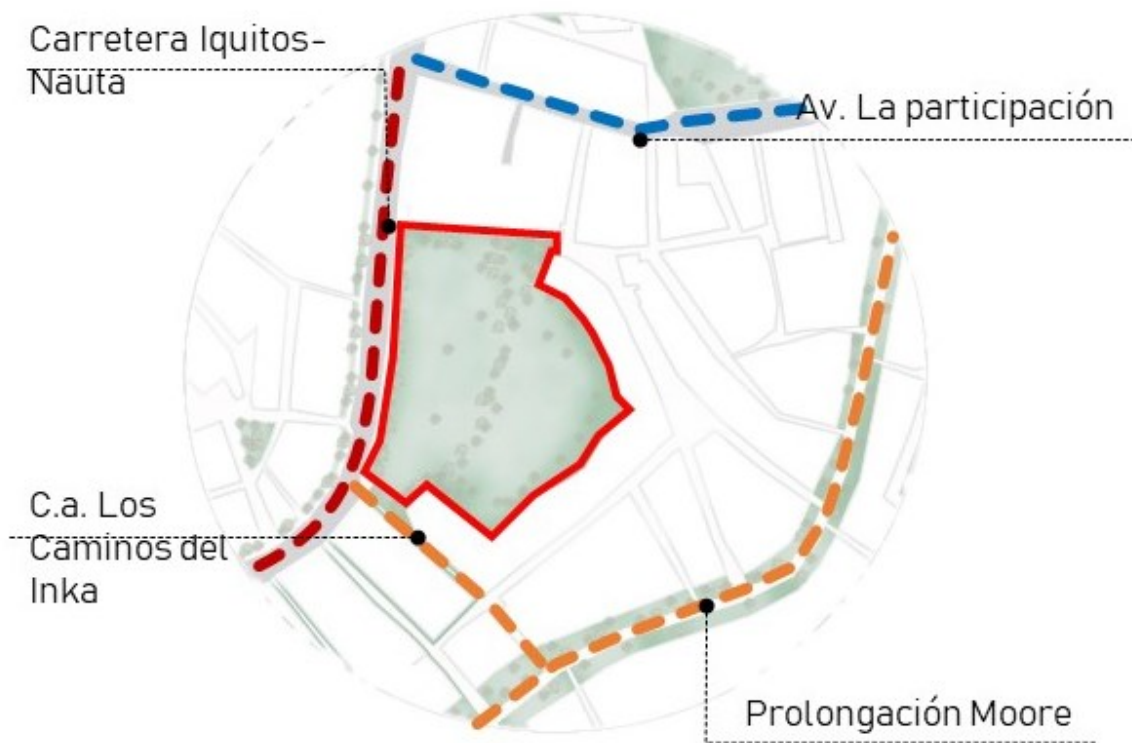 Carretera Iquitos-
Nauta
Av. La participación
C.a. Los
Caminos del
Inka
Prolongación Moore